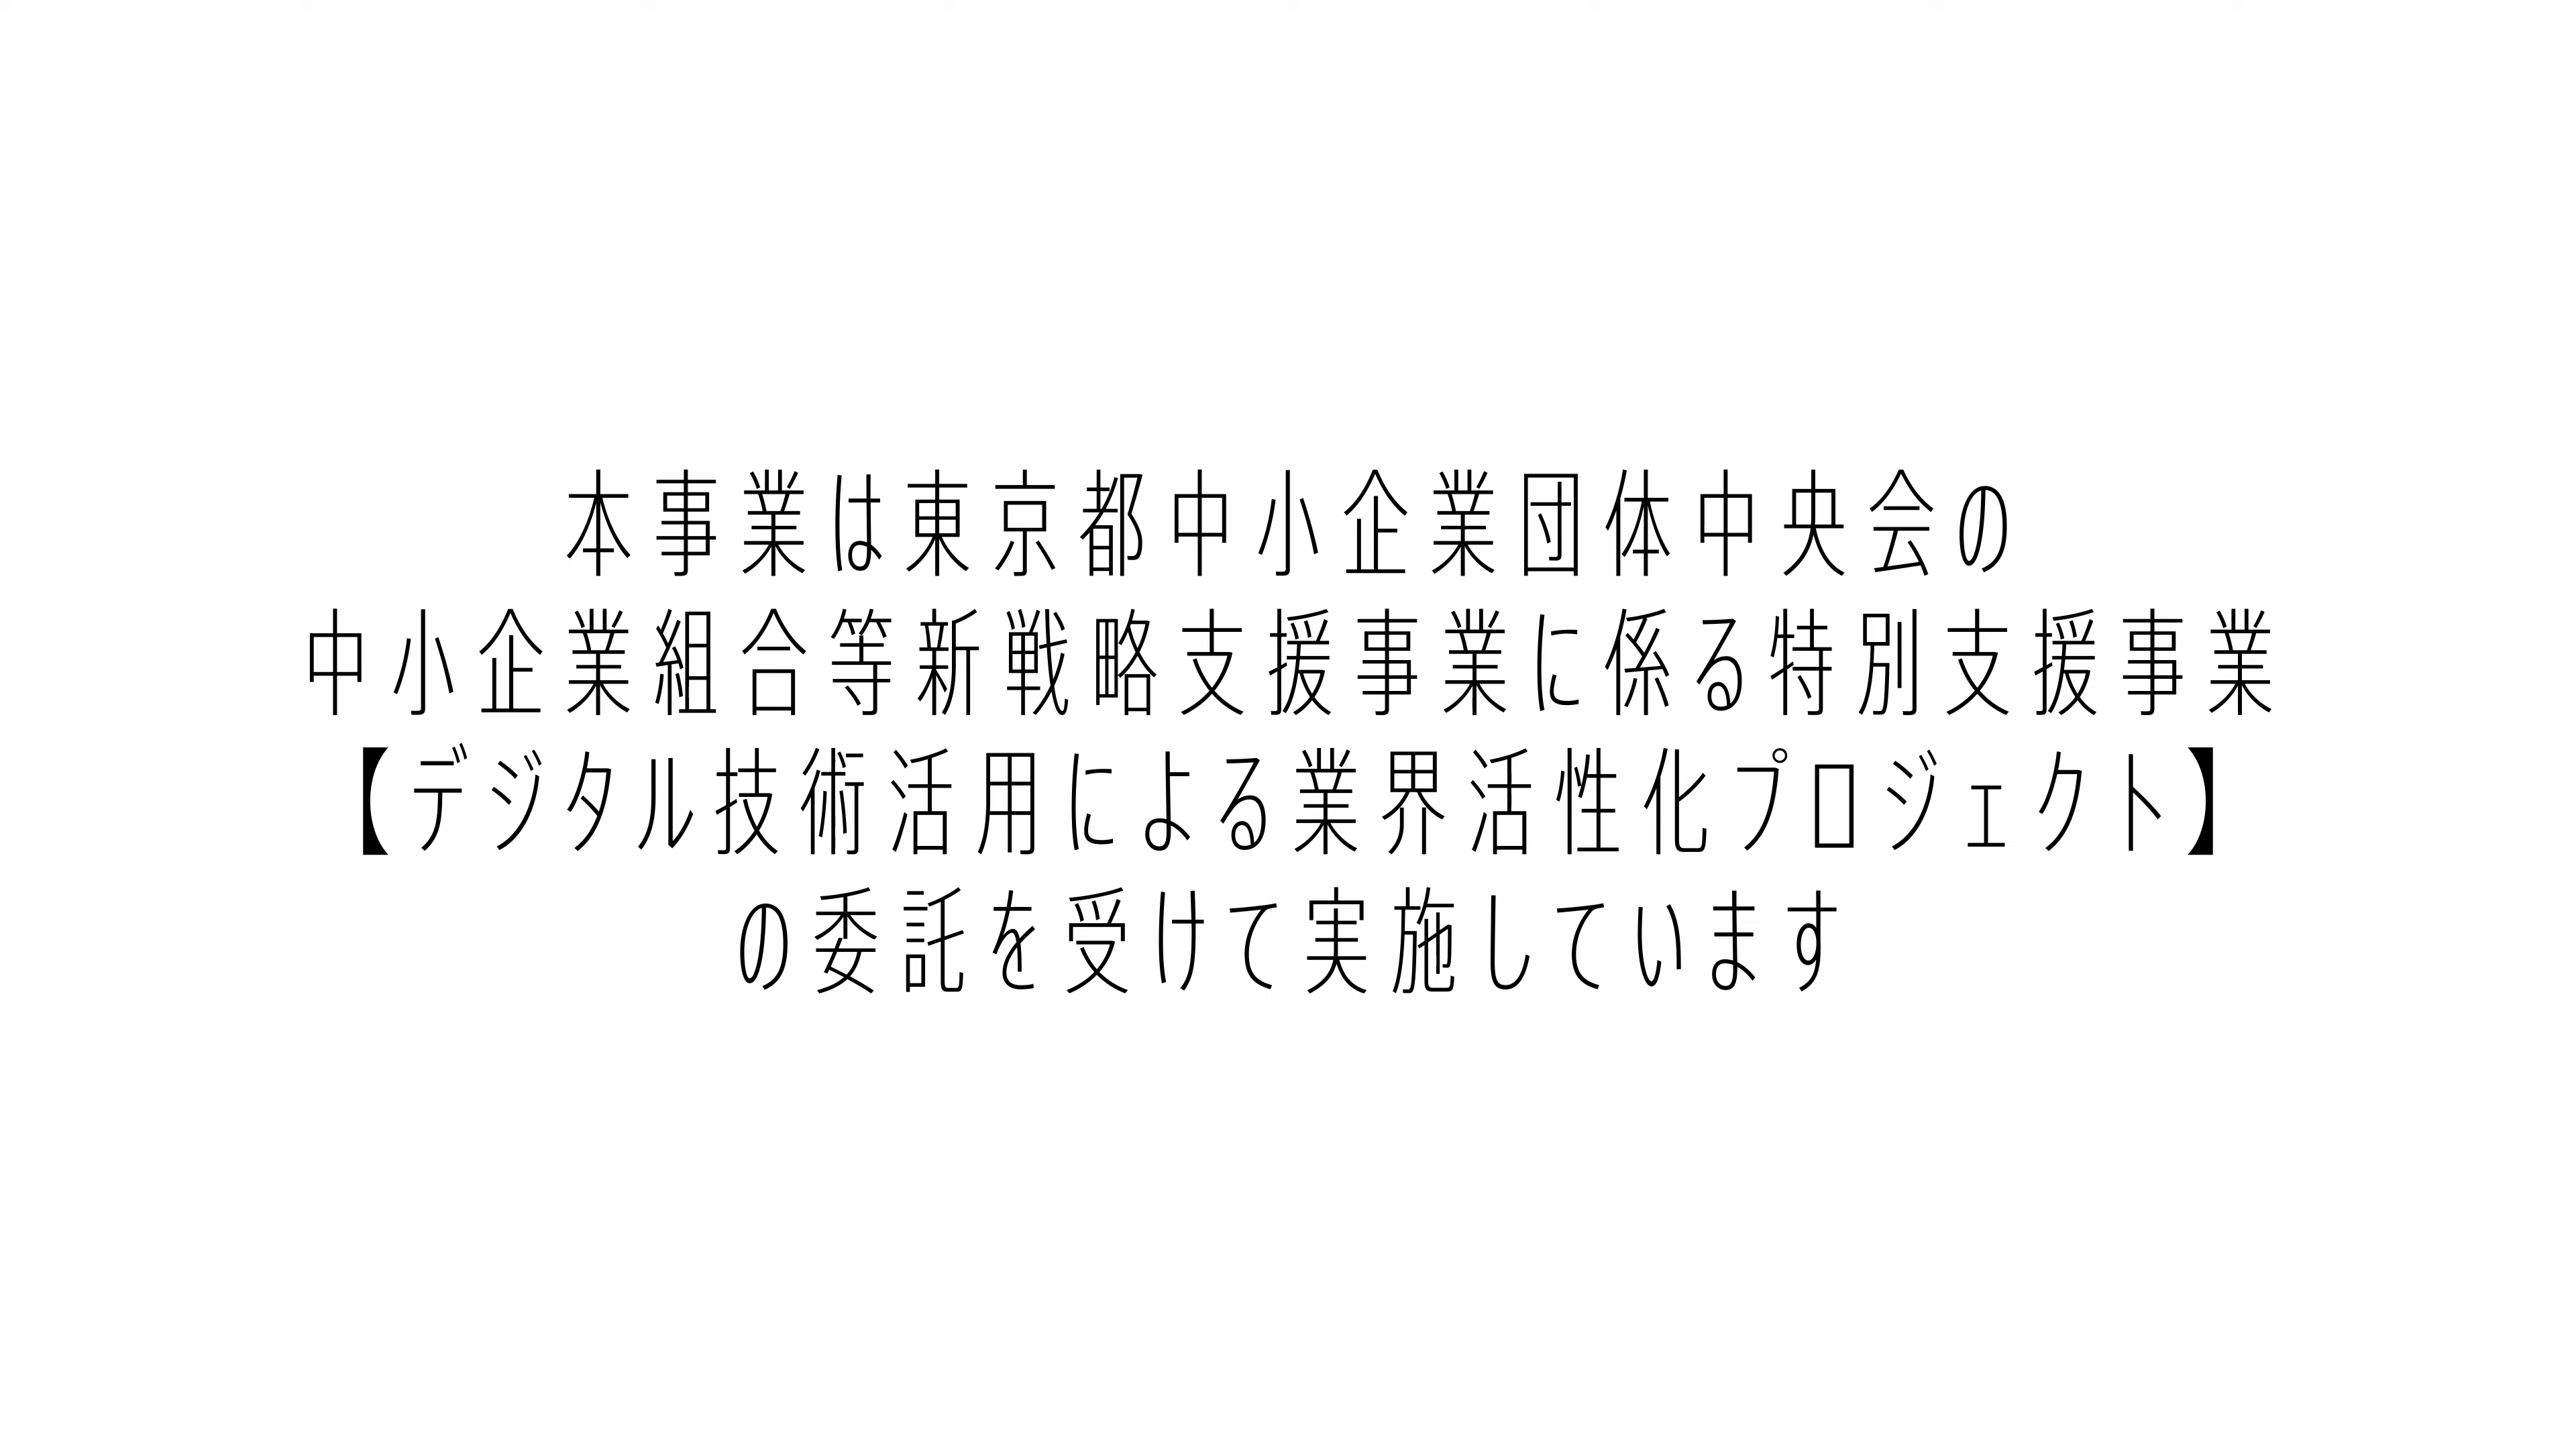 本事業は東京都中小企業団体中央会の
中小企業組合等新戦略支援事業に係る特別支援事業
【デジタル技術活用による業界活性化プロジェクト】
の委託を受けて実施しています